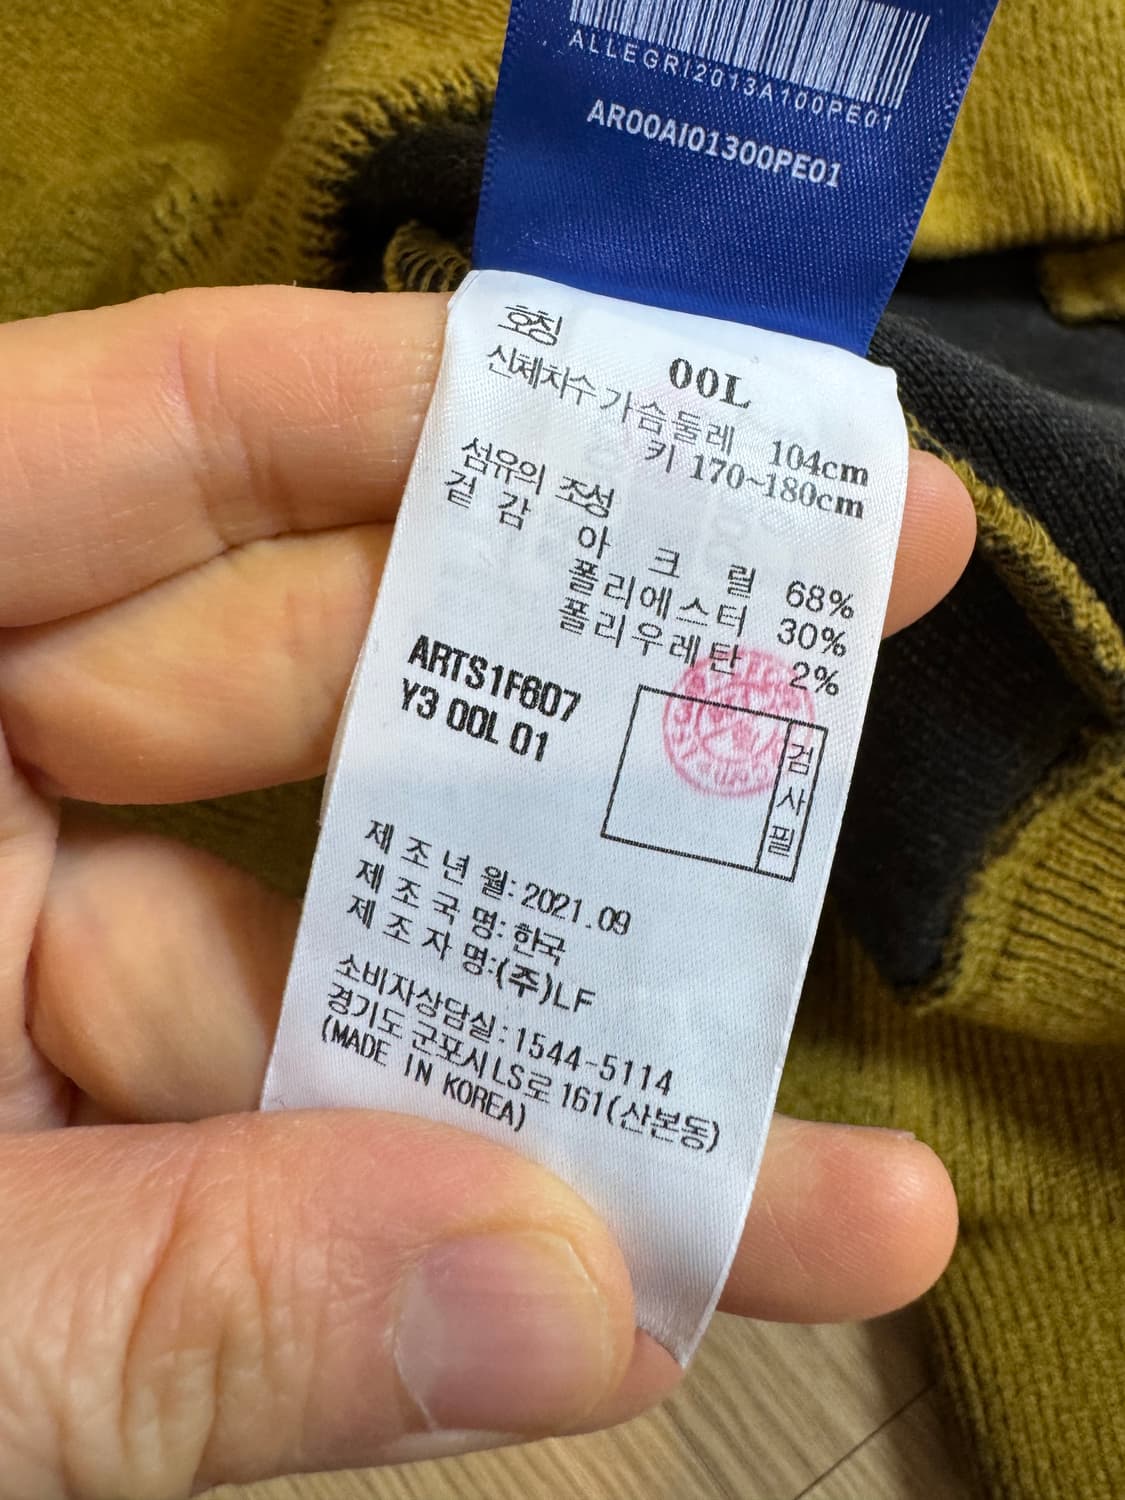 ALLEGRI2013A100PE01
AR00AI01300PE01
호칭
00L
신체치수 가슴둘레 104cm
키 170~180cm
섬유의 조성
겉 감
아 크 릴 68%
폴리에스터 30%
폴리우레탄 2%
ARTS1F607
Y3 00L 01
검사필
제 조 년 월: 2021.09
제 조 국 명: 한국
제 조 자 명:(주)LF
소비자상담실:1544-5114
경기도 군포시 LS로 161(산본동)
(MADE IN KOREA)